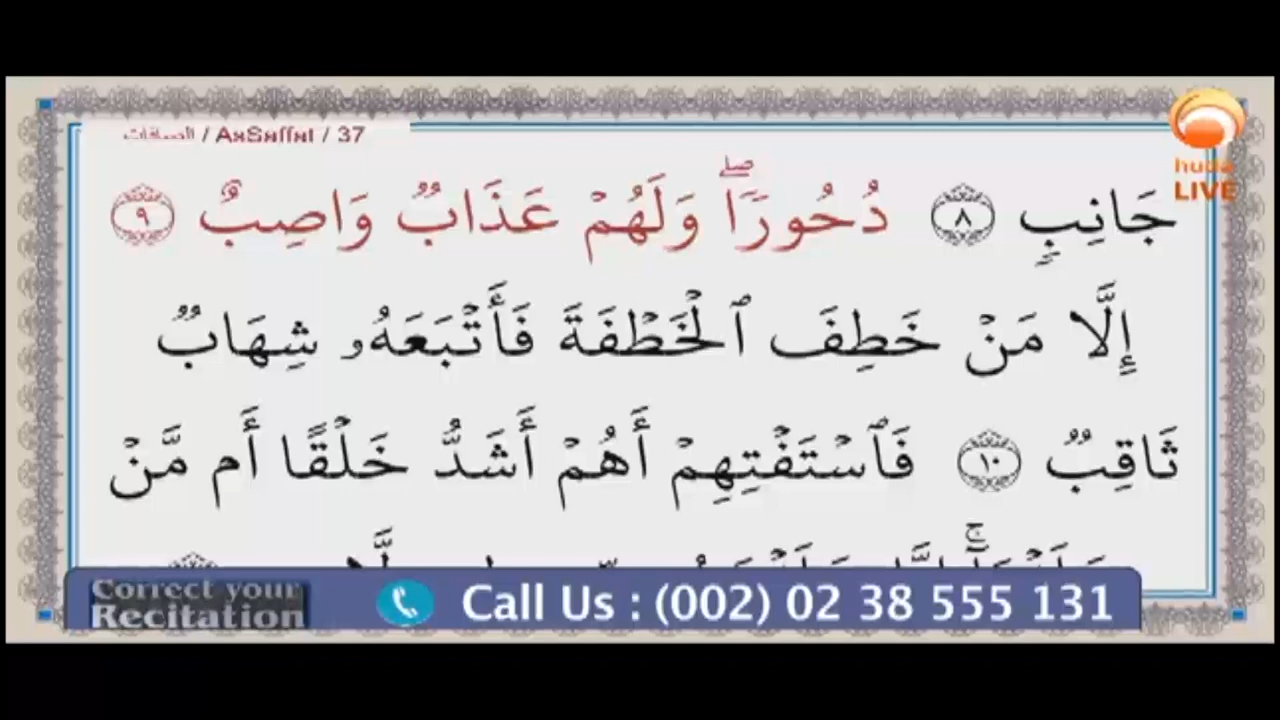 الصافات / AsSaffat / 37
huda
LIVE
جَانِبٍ ٨ دُحُورًا ۖ وَلَهُمْ عَذَابٌ وَاصِبٌ ٩
إِلَّا مَنْ خَطِفَ ٱلْخَطْفَةَ فَأَتْبَعَهُۥ شِهَابٌ
ثَاقِبٌ ١٠ فَٱسْتَفْتِهِمْ أَهُمْ أَشَدُّ خَلْقًا أَم مَّنْ
Correct your
Recitation
Call Us : (002) 02 38 555 131